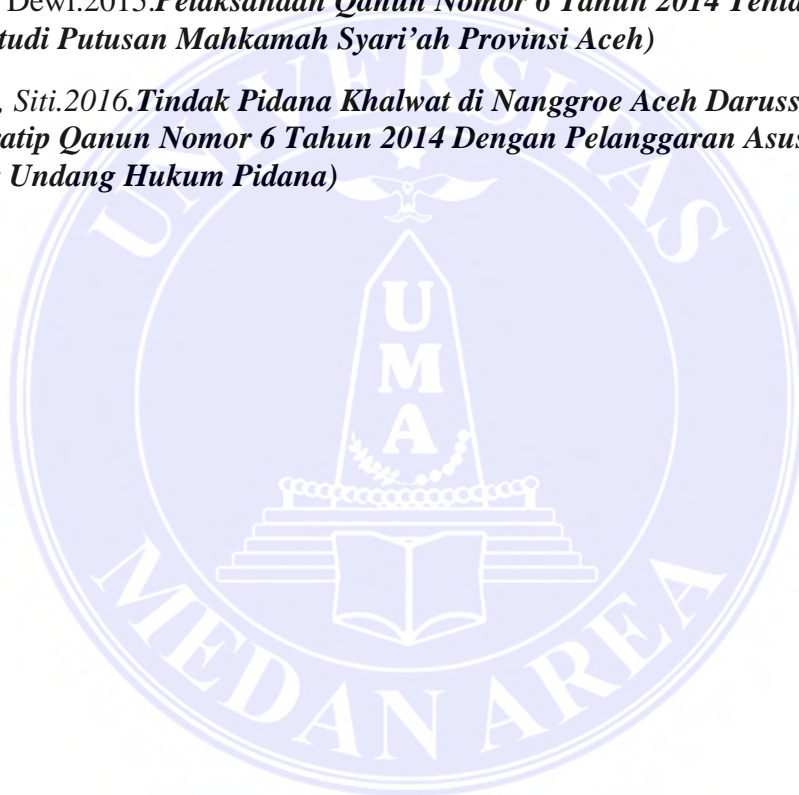 Dewi.2015.Pelaksanaan Qanun Nomor 6 Tahun 2014 Tenta
tudi Putusan Mahkamah Syari’ah Provinsi Aceh)
, Siti.2016.Tindak Pidana Khalwat di Nanggroe Aceh Daruss
ratip Qanun Nomor 6 Tahun 2014 Dengan Pelanggaran Asus
Undang Hukum Pidana)
UNIVERSITAS
UMA
MEDAN AREA